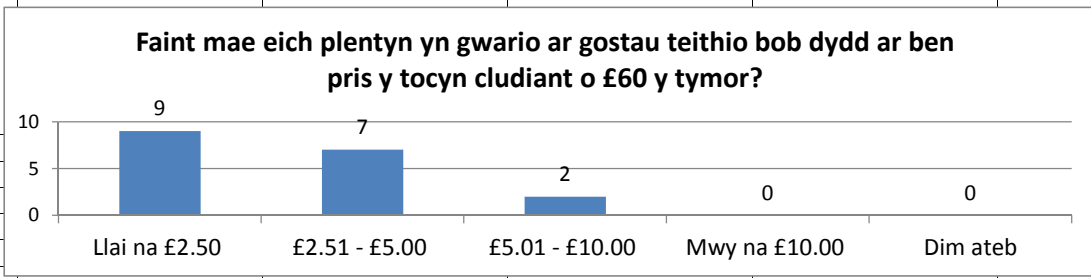 Faint mae eich plentyn yn gwario ar gostau teithio bob dydd ar ben
pris y tocyn cludiant o £60 y tymor?
9
7
2
0
0
10
5
0
Llai na £2.50
£2.51 - £5.00
£5.01 - £10.00
Mwy na £10.00
Dim ateb